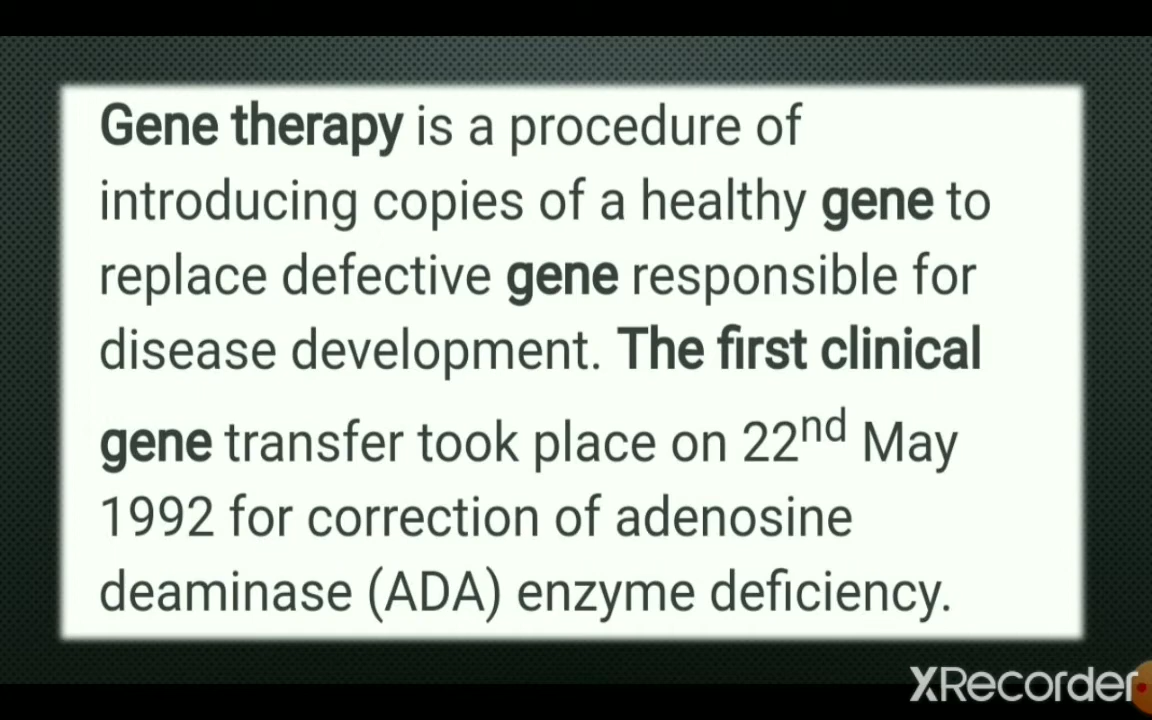 Gene therapy is a procedure of
introducing copies of a healthy gene to
replace defective gene responsible for
disease development. The first clinical
gene transfer took place on 22nd May
1992 for correction of adenosine
deaminase (ADA) enzyme deficiency.
XRecorder